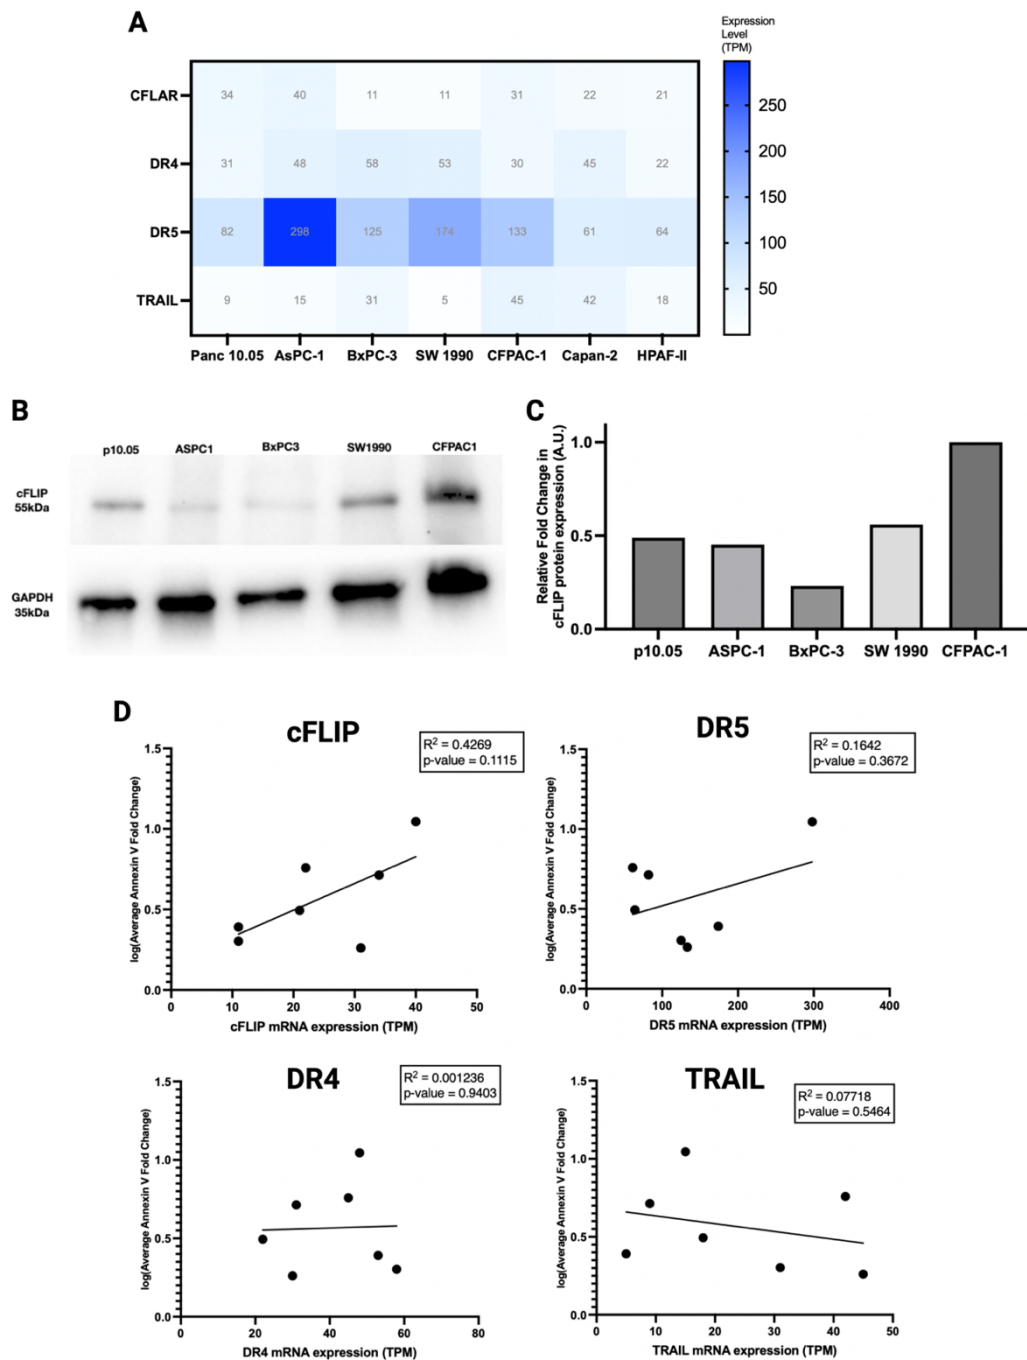 A
Expression
Level
(TPM)
CFLAR 34 40 11 11 31 22 21
DR4 31 48 58 53 30 45 22
DR5 82 298 125 174 133 61 64
TRAIL 9 15 31 5 45 42 18
Panc 10.05 AsPC-1 BxPC-3 SW 1990 CFPAC-1 Capan-2 HPAF-II
250
200
150
100
50
B
p10.05 ASPC1 BxPC3 SW1990 CFPAC1
cFLIP
55kDa
GAPDH
35kDa
C
Relative Fold Change in
cFLIP protein expression (A.U.)
1.0
0.5
0.0
p10.05 ASPC-1 BxPC-3 SW 1990 CFPAC-1
D
cFLIP
R² = 0.4269
p-value = 0.1115
log(Average Annexin V Fold Change)
1.5
1.0
0.5
0.0
0 10 20 30 40 50
cFLIP mRNA expression (TPM)
DR5
R² = 0.1642
p-value = 0.3672
log(Average Annexin V Fold Change)
1.5
1.0
0.5
0.0
0 100 200 300 400
DR5 mRNA expression (TPM)
DR4
R² = 0.001236
p-value = 0.9403
log(Average Annexin V Fold Change)
1.5
1.0
0.5
0.0
0 20 40 60 80
DR4 mRNA expression (TPM)
TRAIL
R² = 0.07718
p-value = 0.5464
log(Average Annexin V Fold Change)
1.5
1.0
0.5
0.0
0 10 20 30 40 50
TRAIL mRNA expression (TPM)